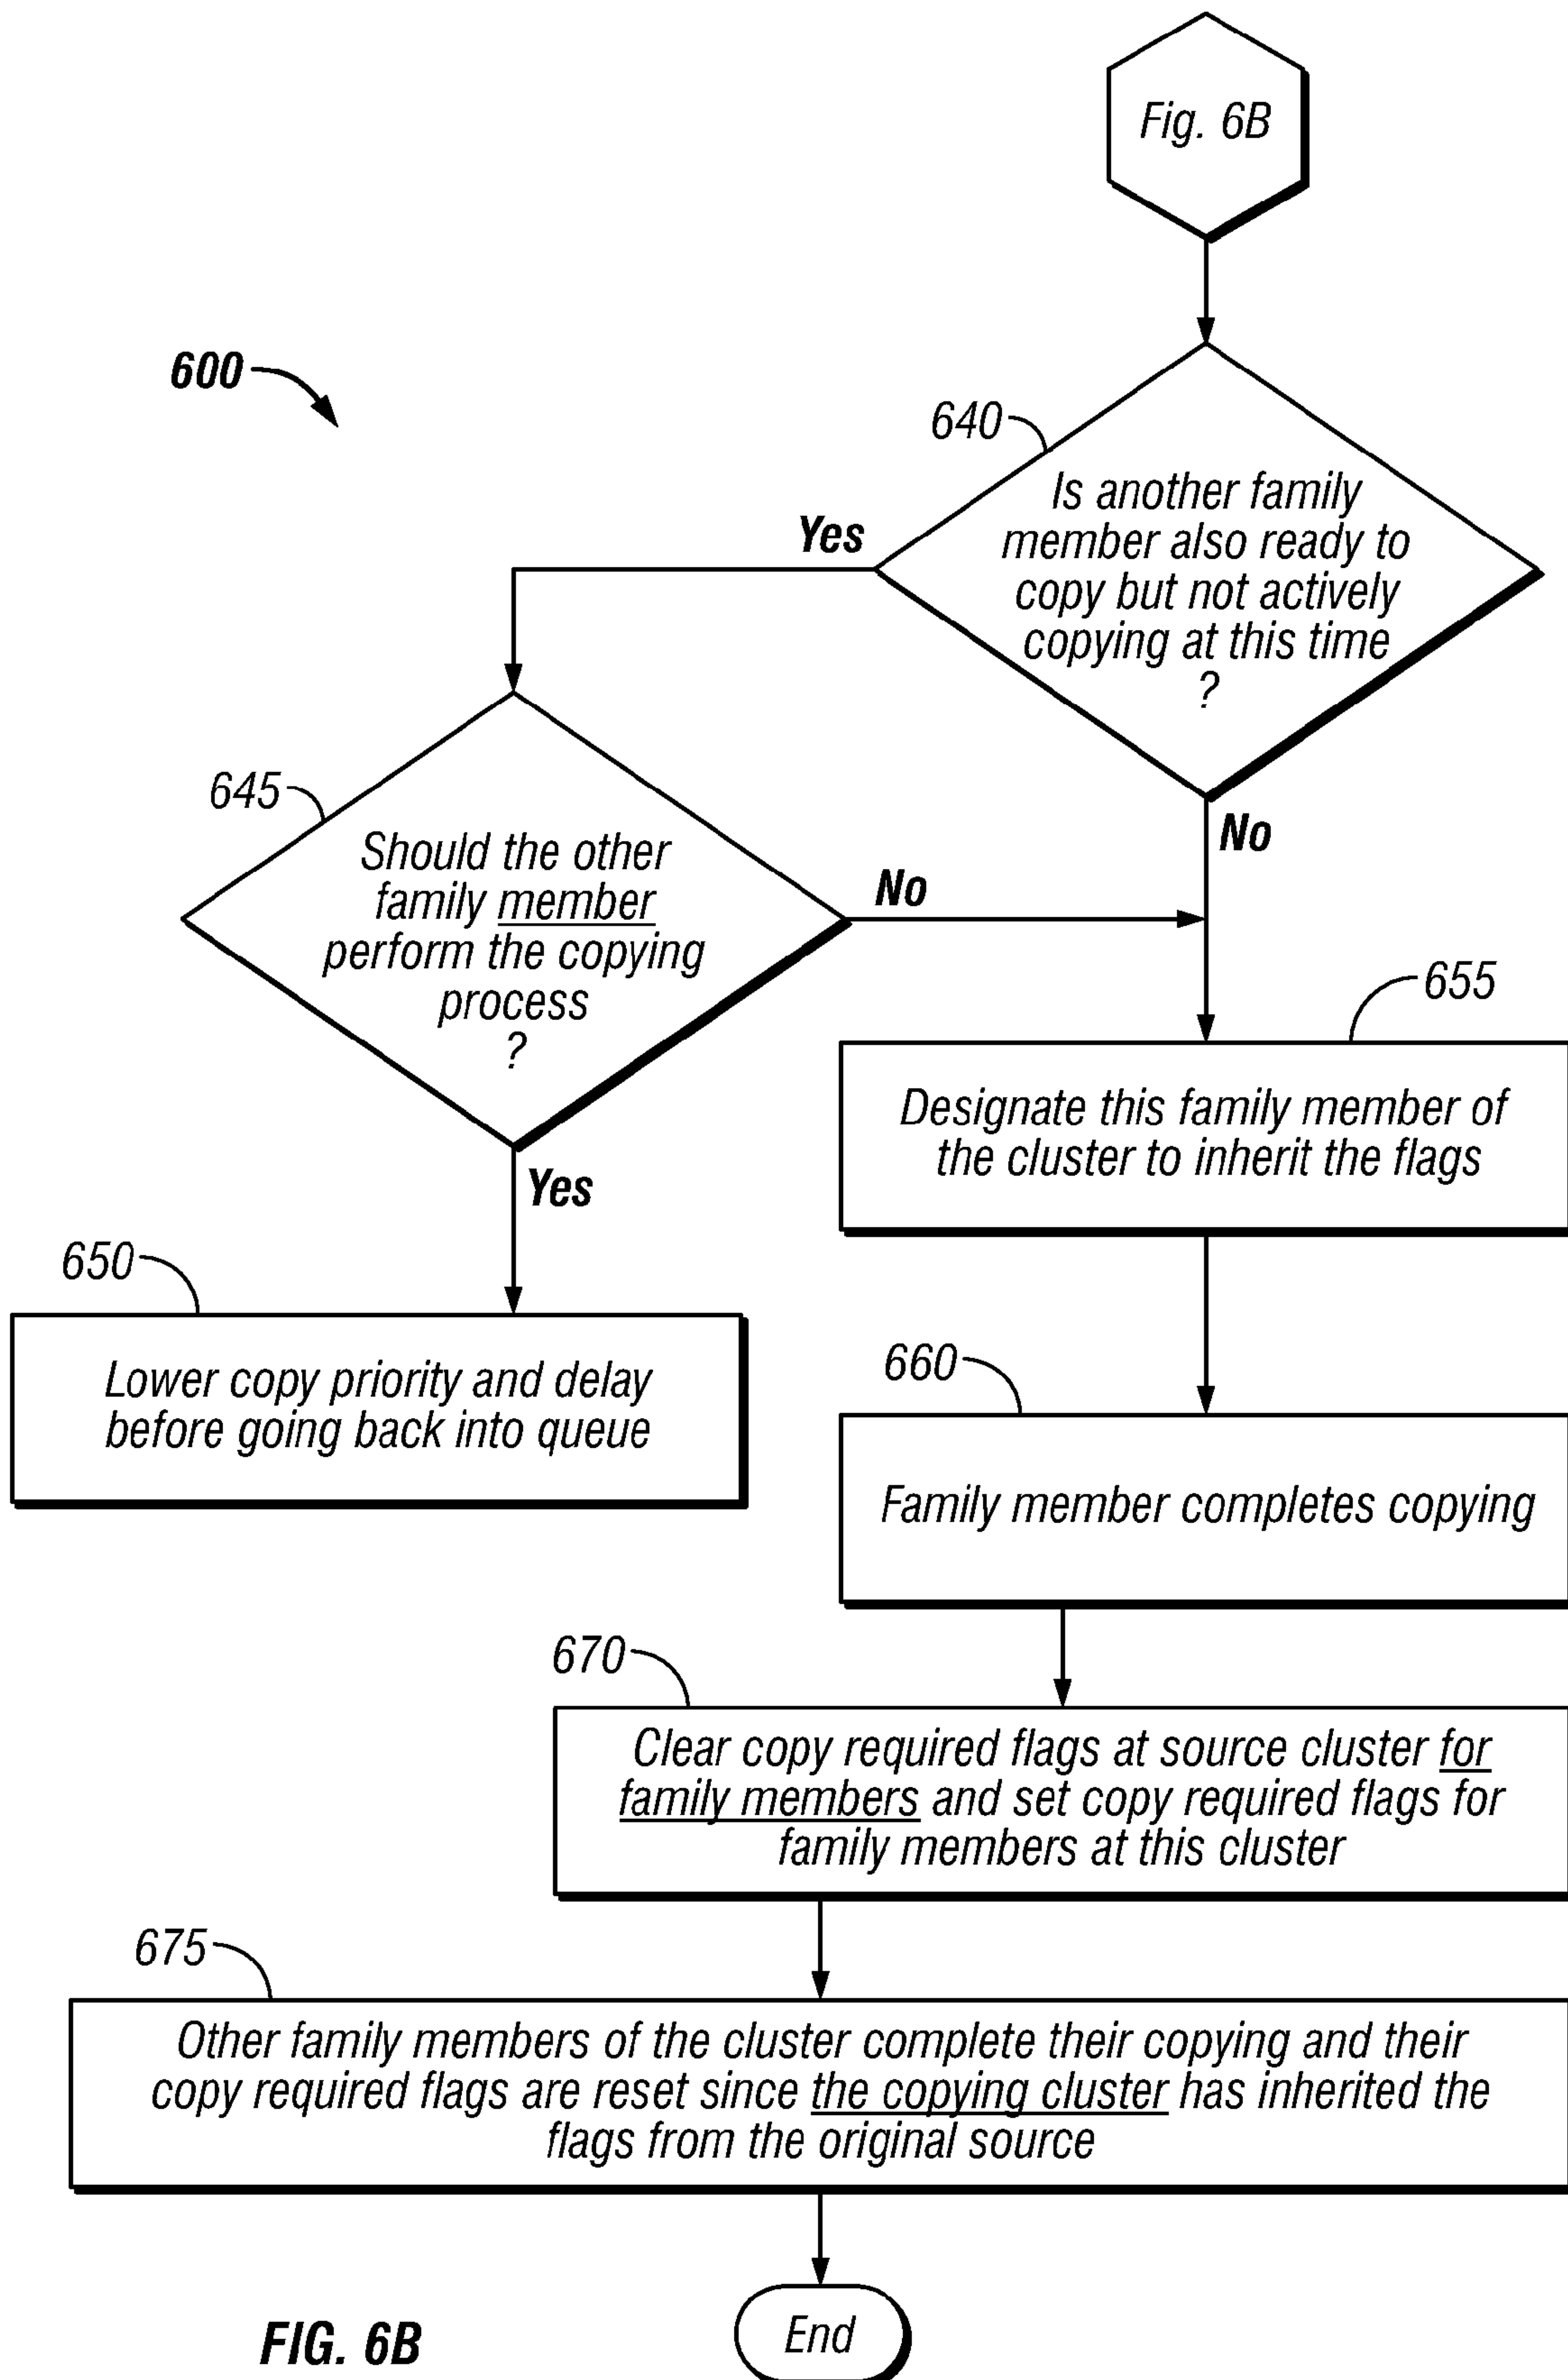 Fig. 6B
600
640
Is another family
member also ready to
copy but not actively
copying at this time
?
Yes
No
645
Should the other
family member
perform the copying
process
?
No
Yes
655
Designate this family member of
the cluster to inherit the flags
650
Lower copy priority and delay
before going back into queue
660
Family member completes copying
670
Clear copy required flags at source cluster for
family members and set copy required flags for
family members at this cluster
675
Other family members of the cluster complete their copying and their
copy required flags are reset since the copying cluster has inherited the
flags from the original source
End
FIG. 6B